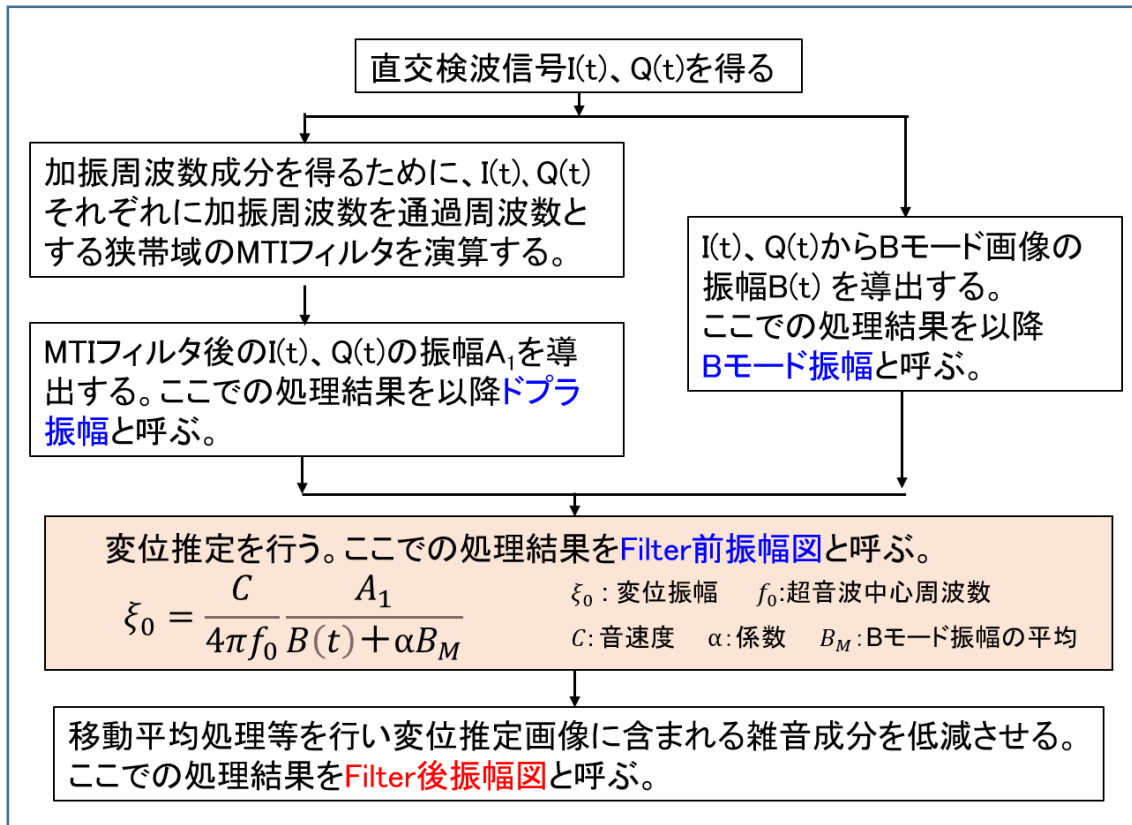 直交検波信号I(t)、Q(t)を得る
加振周波数成分を得るために、I(t)、Q(t)
それぞれに加振周波数を通過周波数と
する狭帯域のMTIフィルタを演算する。
MTIフィルタ後のI(t)、Q(t)の振幅A₁を導
出する。ここでの処理結果を以降ドプラ
振幅と呼ぶ。
I(t)、Q(t)からBモード画像の
振幅B(t) を導出する。
ここでの処理結果を以降
Bモード振幅と呼ぶ。
変位推定を行う。ここでの処理結果をFilter前振幅図と呼ぶ。
ξ₀ = C/(4πf₀) A₁/(B(t)+αB_M)
ξ₀ : 変位振幅 f₀:超音波中心周波数
C: 音速度 α: 係数 B_M: Bモード振幅の平均
移動平均処理等を行い変位推定画像に含まれる雑音成分を低減させる。
ここでの処理結果をFilter後振幅図と呼ぶ。